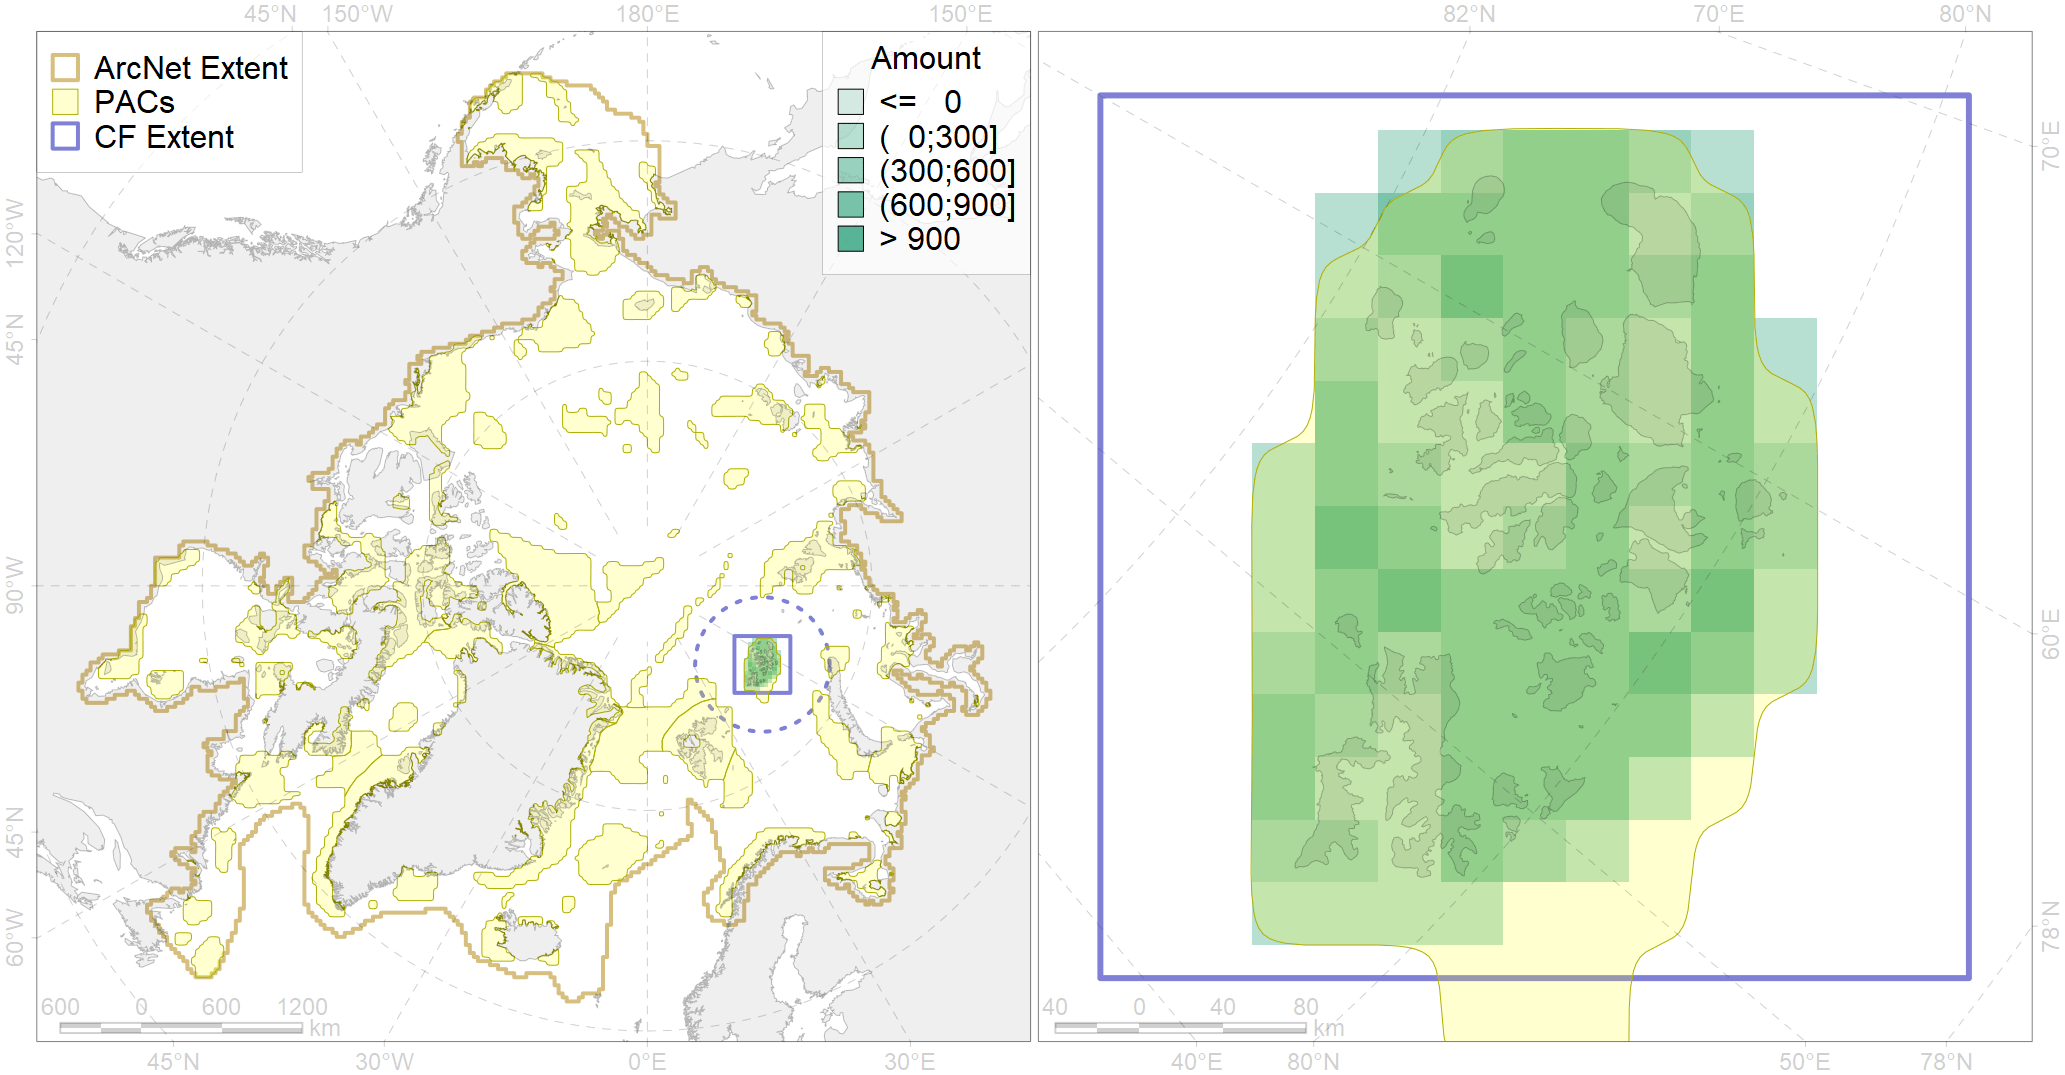 45°N 150°W 180°E 150°E 82°N 70°E 80°N
ArcNet Extent
PACs
CF Extent
Amount
<= 0
( 0;300]
(300;600]
(600;900]
> 900
120°W
45°N
90°W
45°N
60°W
70°E
60°E
78°N
600 0 600 1200
km
40 0 40 80
km
45°N 30°W 0°E 30°E 40°E 80°N 50°E 78°N